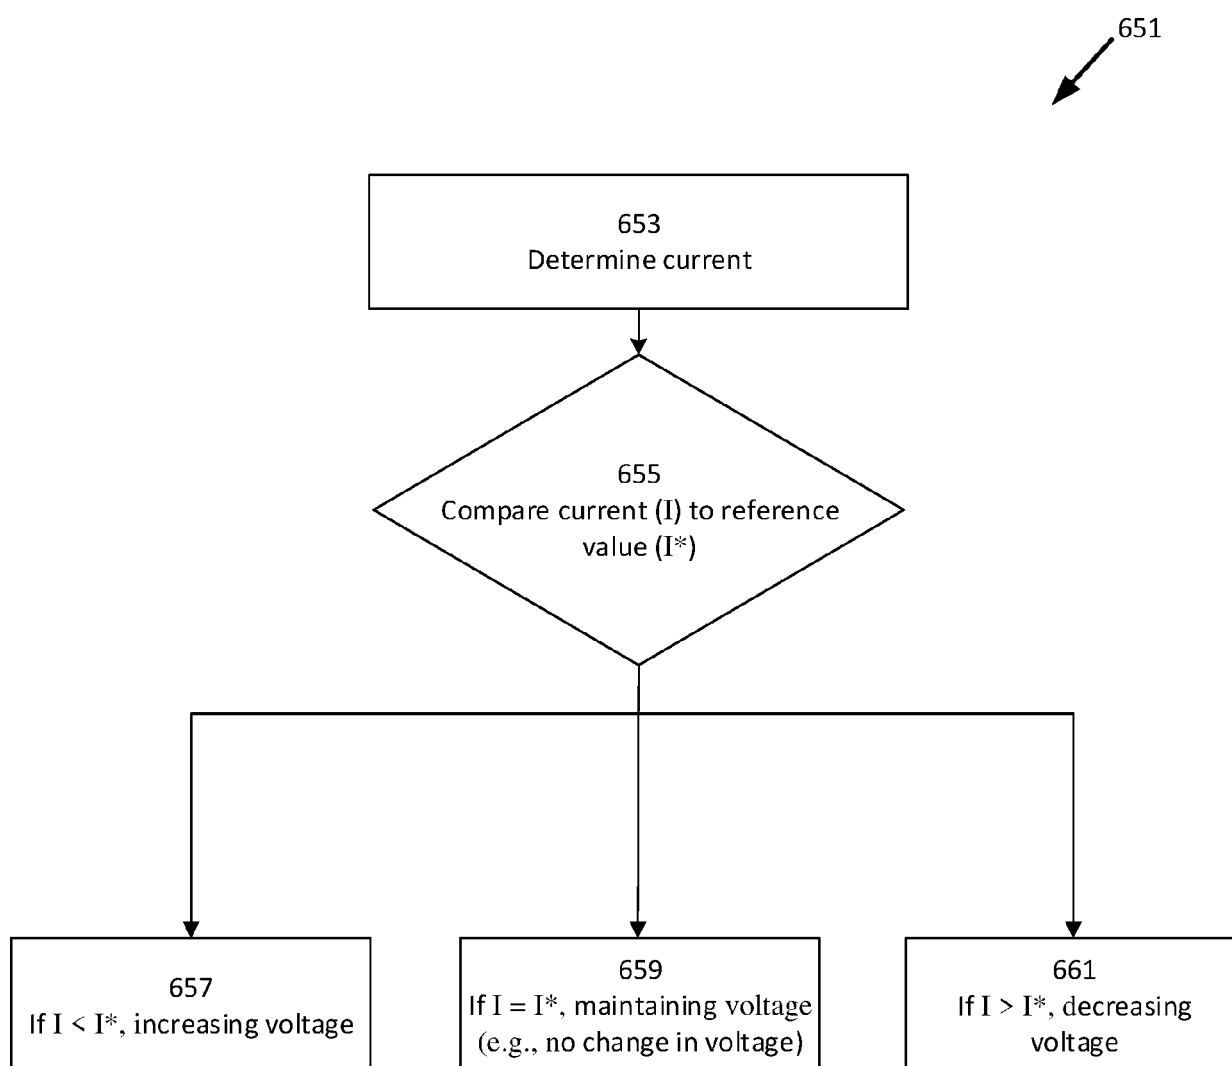 651
653
Determine current
655
Compare current (I) to reference
value (I*)
657
If I < I*, increasing voltage
659
If I = I*, maintaining voltage
(e.g., no change in voltage)
661
If I > I*, decreasing
voltage